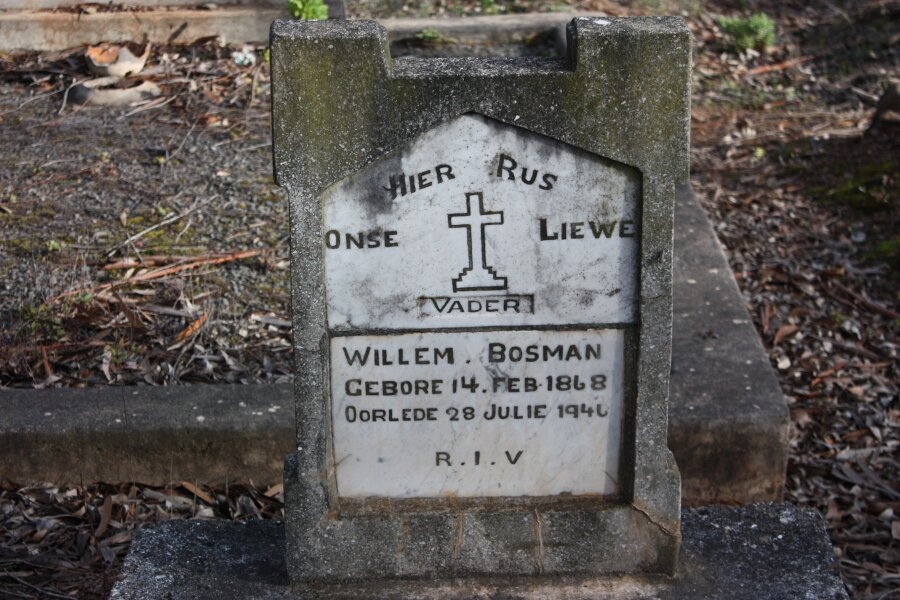 HIER RUS
ONSE LIEWE
VADER
WILLEM. BOSMAN
GEBORE 14. FEB. 1868
OORLEDE 28 JULIE 1946
R. I. V